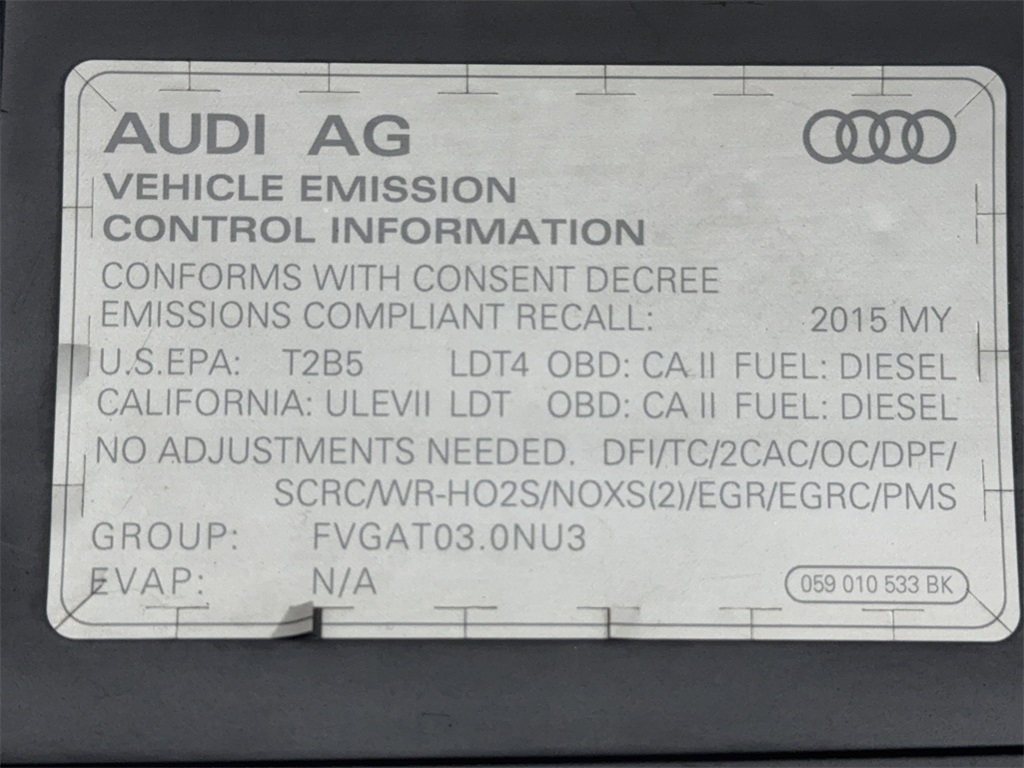 AUDI AG
VEHICLE EMISSION
CONTROL INFORMATION
CONFORMS WITH CONSENT DECREE
EMISSIONS COMPLIANT RECALL: 2015 MY
U.S.EPA: T2B5 LDT4 OBD: CA II FUEL: DIESEL
CALIFORNIA: ULEVII LDT OBD: CA II FUEL: DIESEL
NO ADJUSTMENTS NEEDED. DFI/TC/2CAC/OC/DPF/
SCRC/WR-HO2S/NOXS(2)/EGR/EGRC/PMS
GROUP: FVGAT03.0NU3
EVAP: N/A
059 010 533 BK